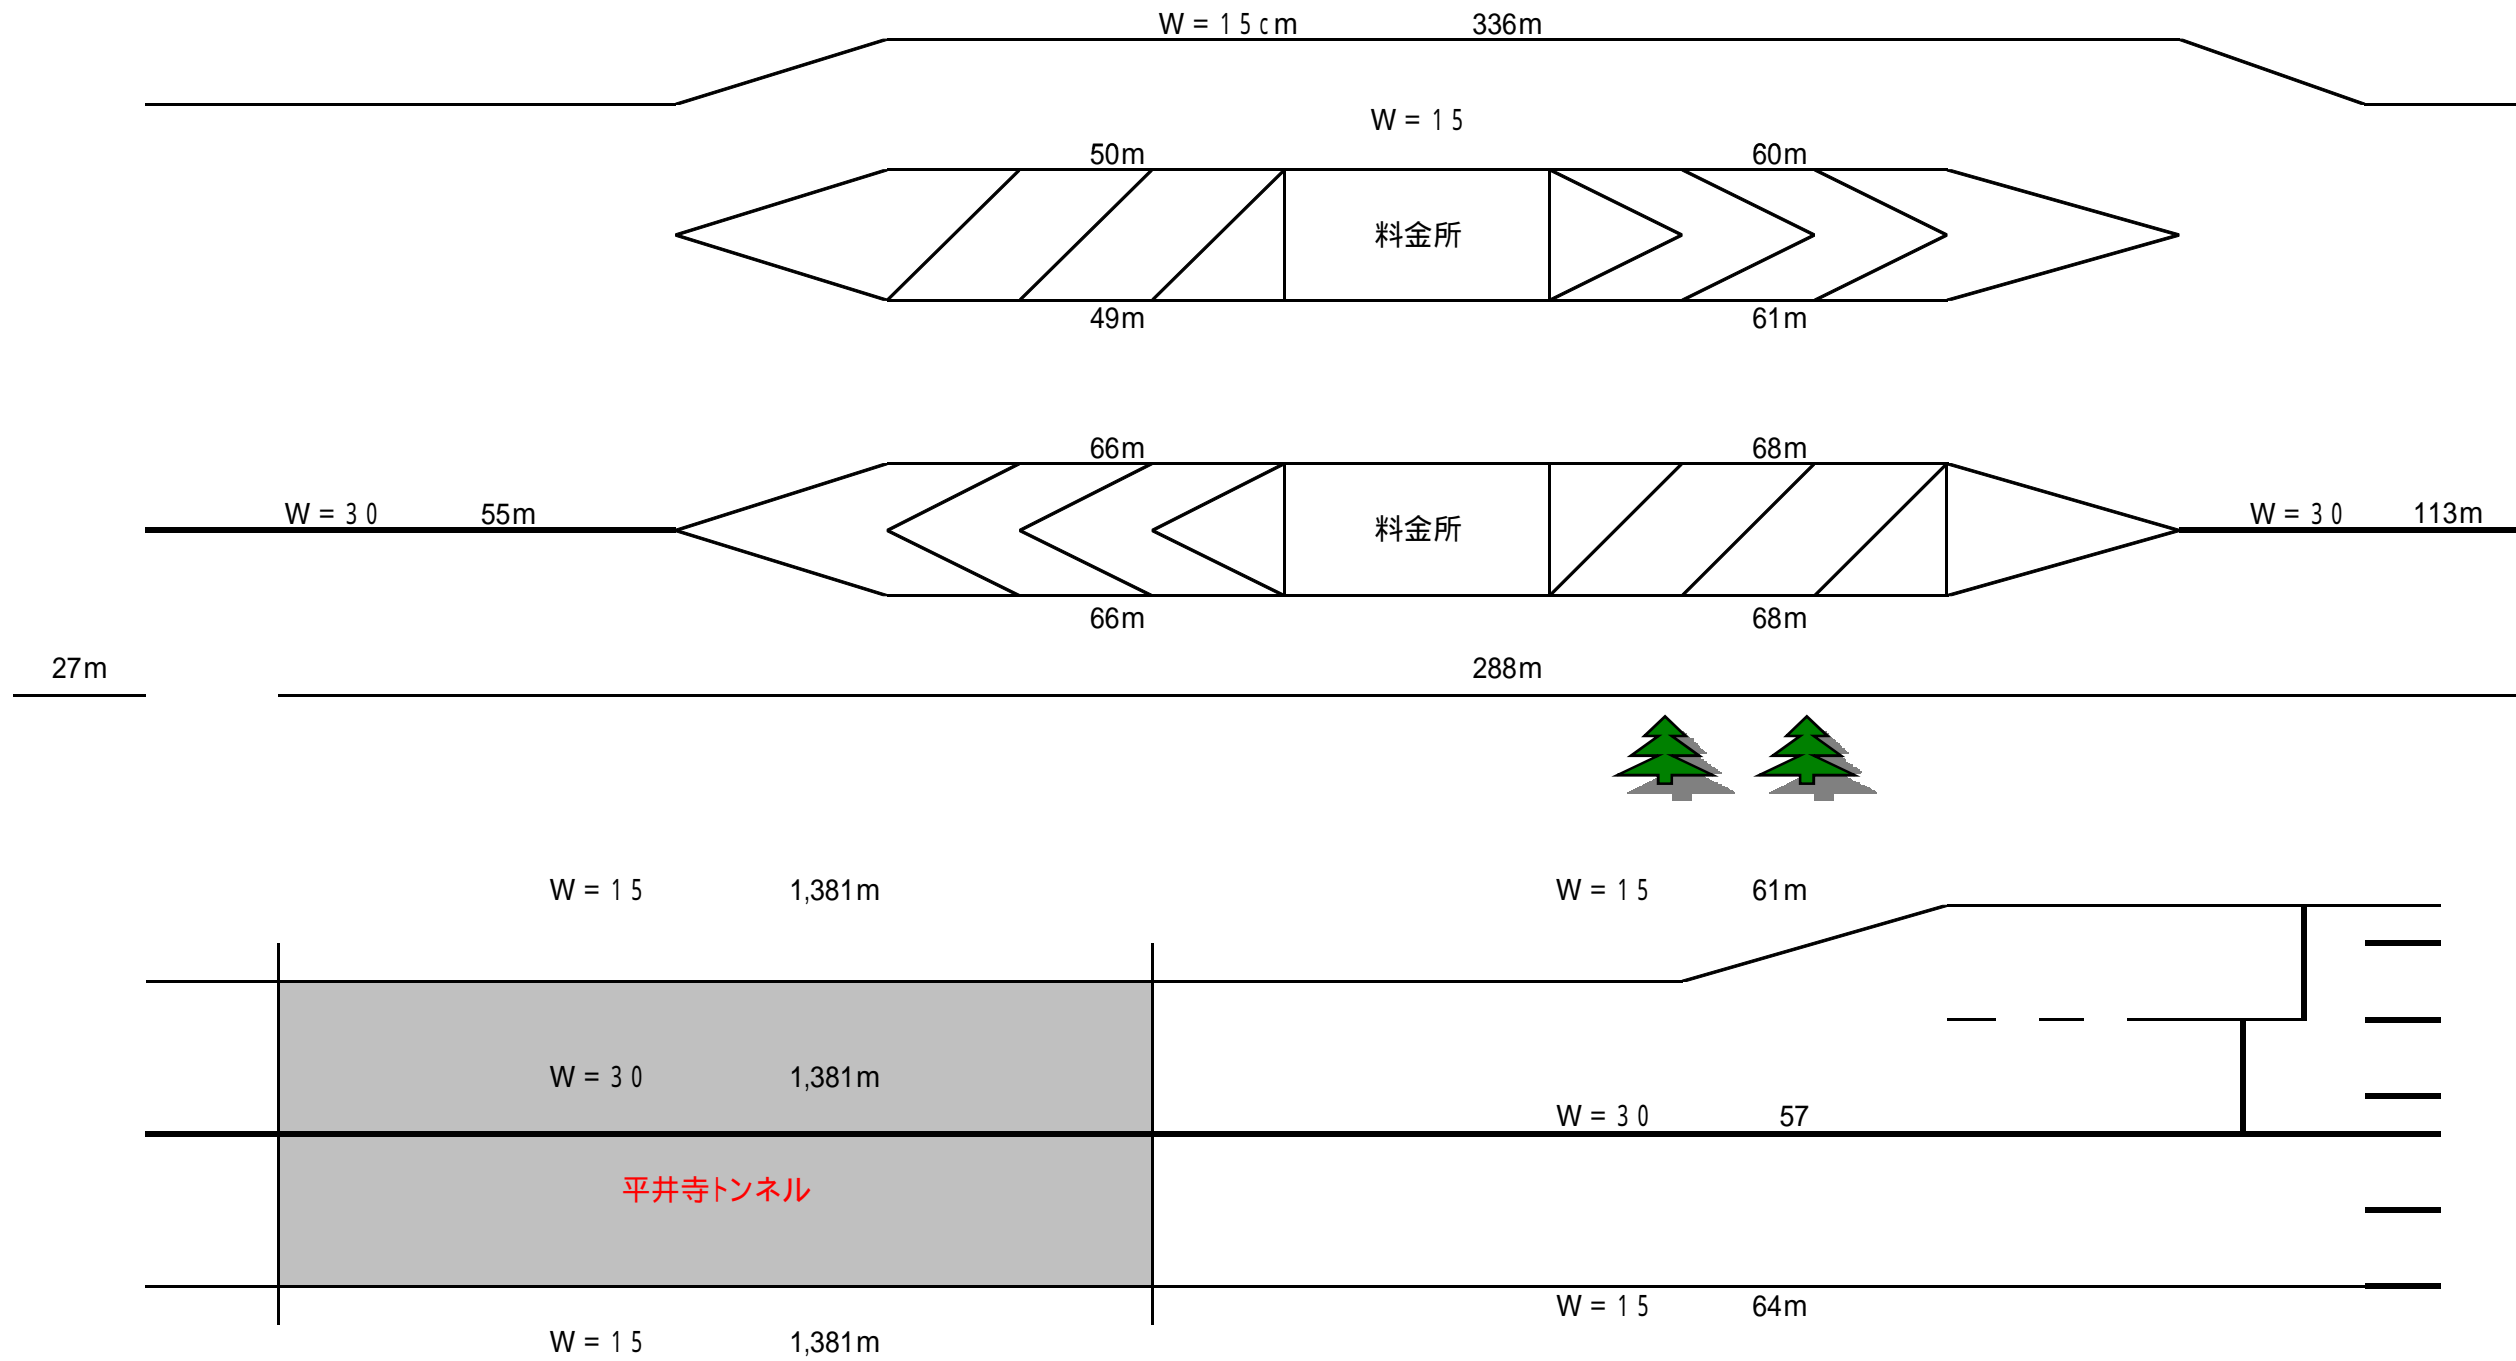 W = 15cm 336m
W = 15
50m 60m
料金所
49m 61m
66m 68m
W = 30 55m 料金所 W = 30 113m
66m 68m
27m 288m
W = 15 1,381m W = 15 61m
W = 30 1,381m
W = 30 57
平井寺トンネル
W = 15 64m
W = 15 1,381m